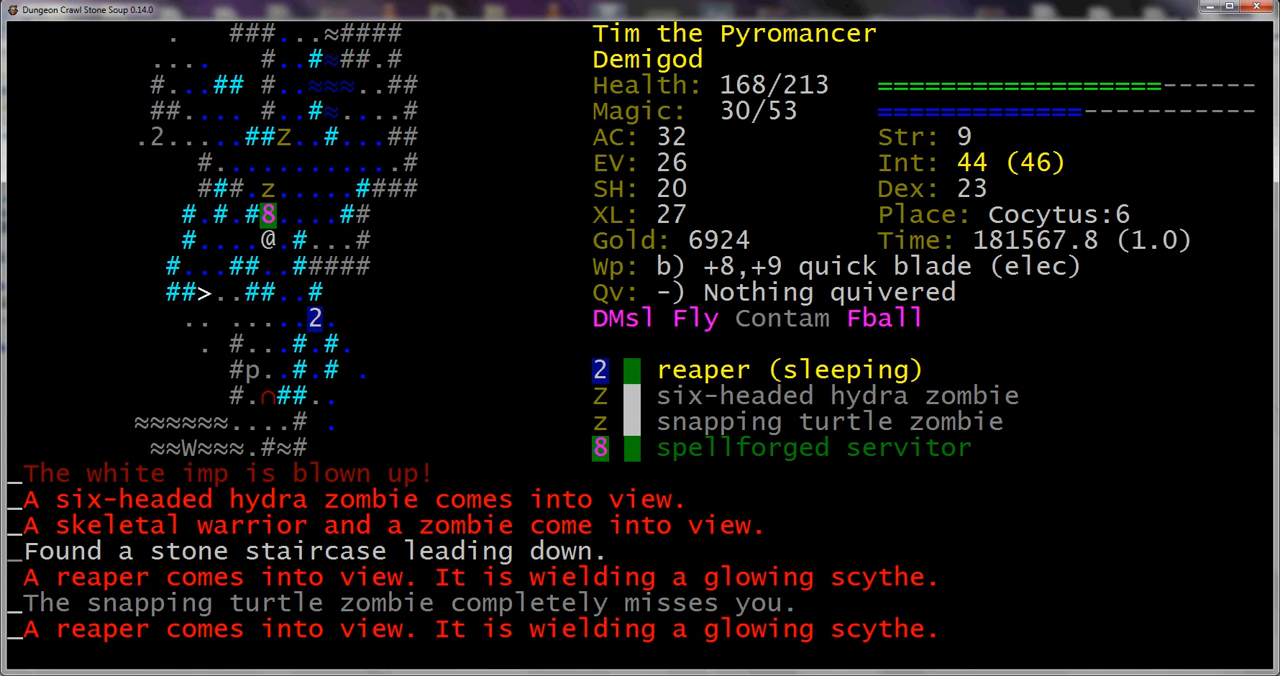 Dungeon Crawl Stone Soup 0.14.0
Tim the Pyromancer
Demigod
Health: 168/213 ==================------
Magic: 30/53 =============-----------
AC: 32 Str: 9
EV: 26 Int: 44 (46)
SH: 20 Dex: 23
XL: 27 Place: Cocytus:6
Gold: 6924 Time: 181567.8 (1.0)
Wp: b) +8,+9 quick blade (elec)
Qv: -) Nothing quivered
DMsl Fly Contam Fball
2 reaper (sleeping)
Z six-headed hydra zombie
z snapping turtle zombie
8 spellforged servitor
_The white imp is blown up!
_A six-headed hydra zombie comes into view.
_A skeletal warrior and a zombie come into view.
_Found a stone staircase leading down.
A reaper comes into view. It is wielding a glowing scythe.
_The snapping turtle zombie completely misses you.
_A reaper comes into view. It is wielding a glowing scythe.